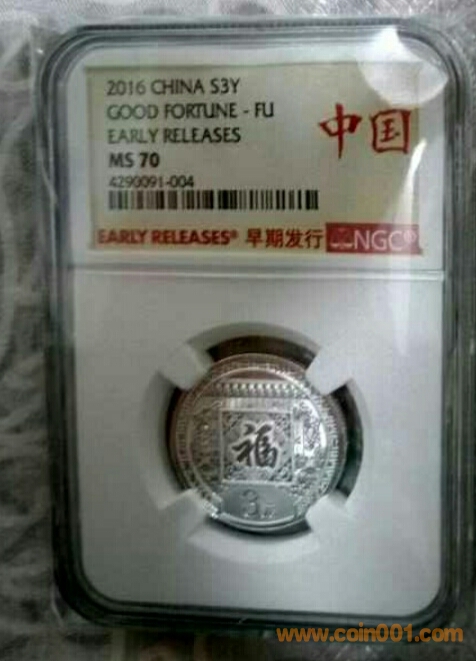 2016 CHINA S3Y
GOOD FORTUNE - FU
EARLY RELEASES
MS 70
4290091-004
中国
EARLY RELEASES® 早期发行 NGC®
福
3元
www.coin001.com